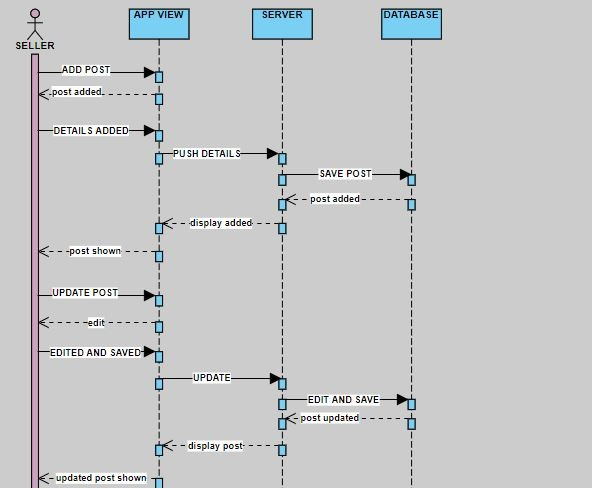 APP VIEW
SERVER
DATABASE
SELLER
ADD POST
post added
DETAILS ADDED
PUSH DETAILS
SAVE POST
post added
display added
post shown
UPDATE POST
edit
EDITED AND SAVED
UPDATE
EDIT AND SAVE
post updated
display post
updated post shown